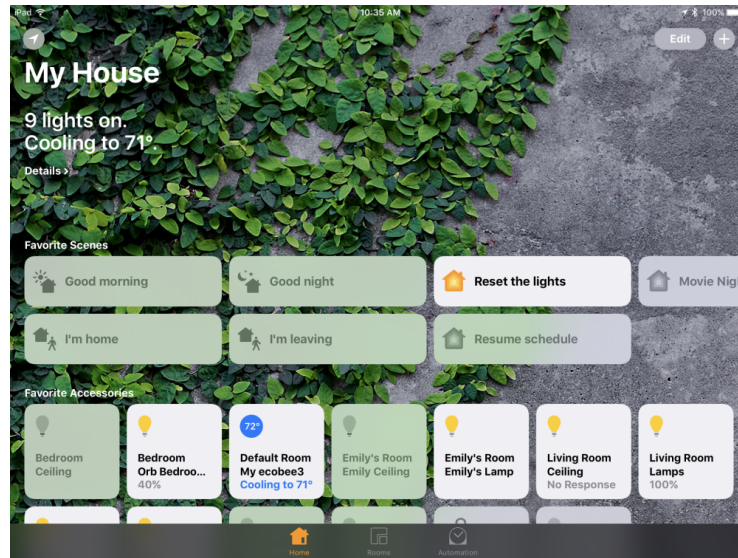 iPad
10:35 AM
100%
Edit
My House
9 lights on.
Cooling to 71°.
Details >
Favorite Scenes
Good morning
Good night
Reset the lights
Movie Nig
I'm home
I'm leaving
Resume schedule
Favorite Accessories
72°
Bedroom
Ceiling
Bedroom
Orb Bedroo...
40%
Default Room
My ecobee3
Cooling to 71°
Emily's Room
Emily Ceiling
Emily's Room
Emily's Lamp
Living Room
Ceiling
No Response
Living Room
Lamps
100%
Home
Rooms
Automation